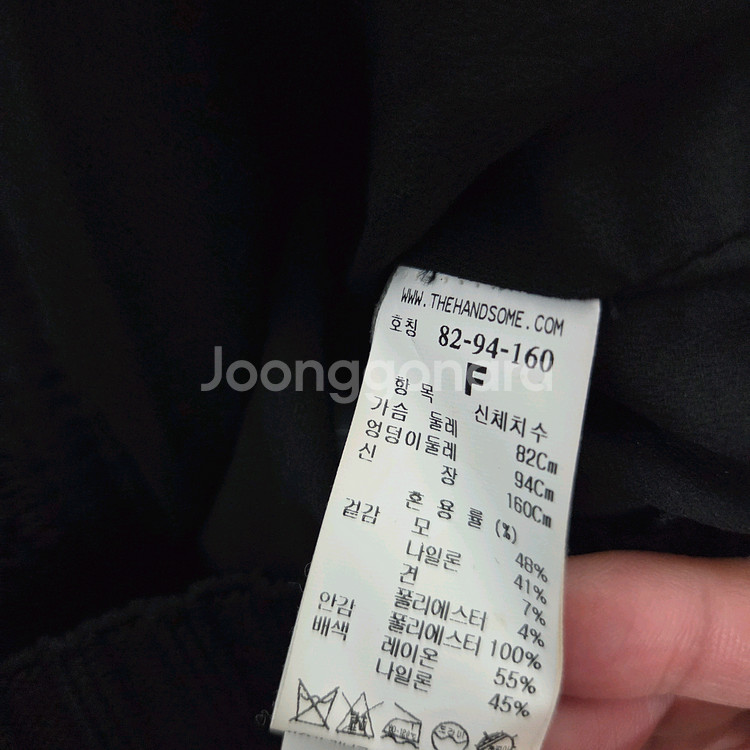 WWW.THEHANDSOME.COM
호칭 82-94-160
F
Joonggonara
항 목 신체치수
가슴 둘레 82Cm
엉덩이둘레 94Cm
신 장 160Cm
혼 용 률 (%)
겉감 모 48%
나일론 41%
견 7%
폴리에스터 4%
안감 폴리에스터 100%
배색 레이온 55%
나일론 45%